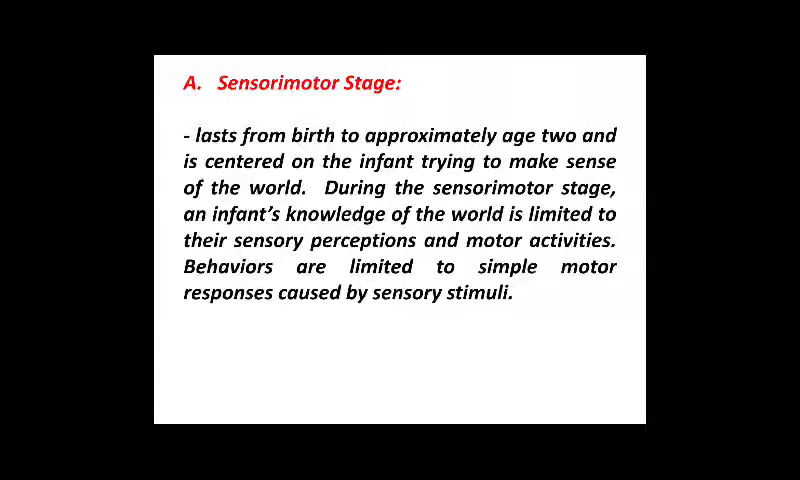 A. Sensorimotor Stage:
- lasts from birth to approximately age two and
is centered on the infant trying to make sense
of the world. During the sensorimotor stage,
an infant's knowledge of the world is limited to
their sensory perceptions and motor activities.
Behaviors are limited to simple motor
responses caused by sensory stimuli.